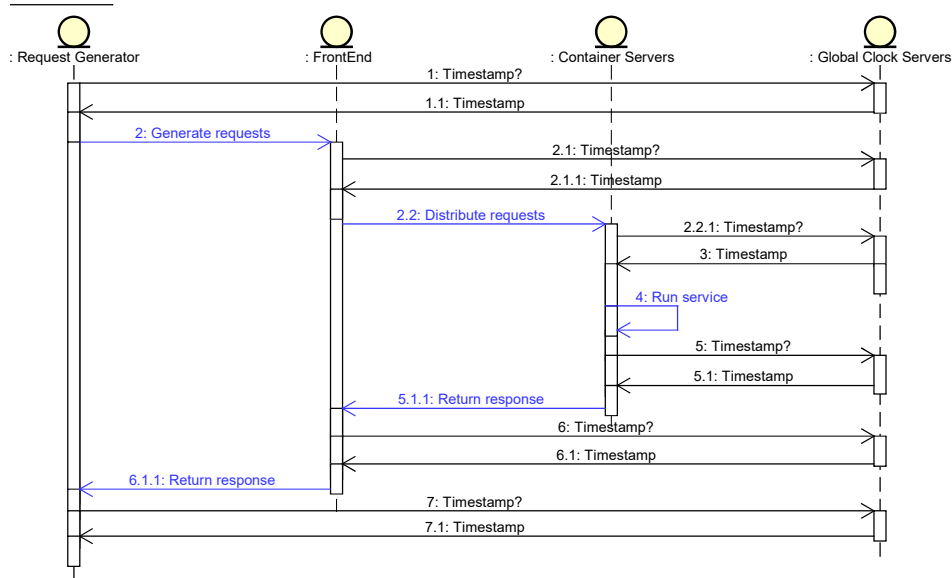 : Request Generator
: FrontEnd
: Container Servers
: Global Clock Servers
1: Timestamp?
1.1: Timestamp
2: Generate requests
2.1: Timestamp?
2.1.1: Timestamp
2.2: Distribute requests
2.2.1: Timestamp?
3: Timestamp
4: Run service
5: Timestamp?
5.1: Timestamp
5.1.1: Return response
6: Timestamp?
6.1: Timestamp
6.1.1: Return response
7: Timestamp?
7.1: Timestamp